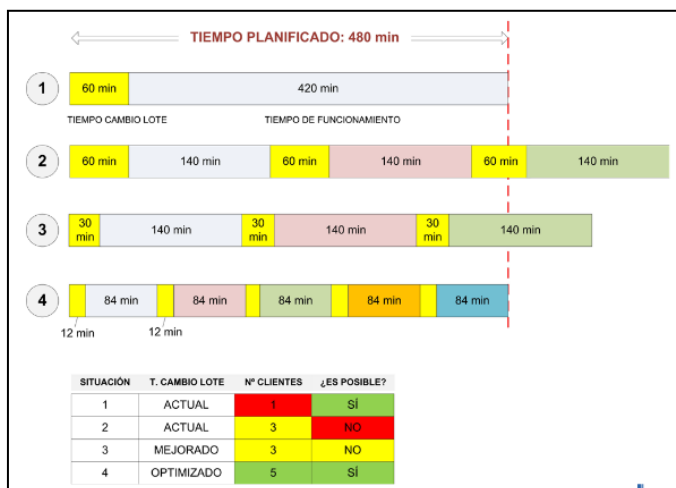 TIEMPO PLANIFICADO: 480 min
1
60 min
420 min
TIEMPO CAMBIO LOTE
TIEMPO DE FUNCIONAMIENTO
2
60 min
140 min
60 min
140 min
60 min
140 min
3
30
min
140 min
30
min
140 min
30
min
140 min
4
84 min
84 min
84 min
84 min
84 min
12 min
12 min
SITUACIÓN T. CAMBIO LOTE Nº CLIENTES ¿ES POSIBLE?
1 ACTUAL 1 SÍ
2 ACTUAL 3 NO
3 MEJORADO 3 NO
4 OPTIMIZADO 5 SÍ